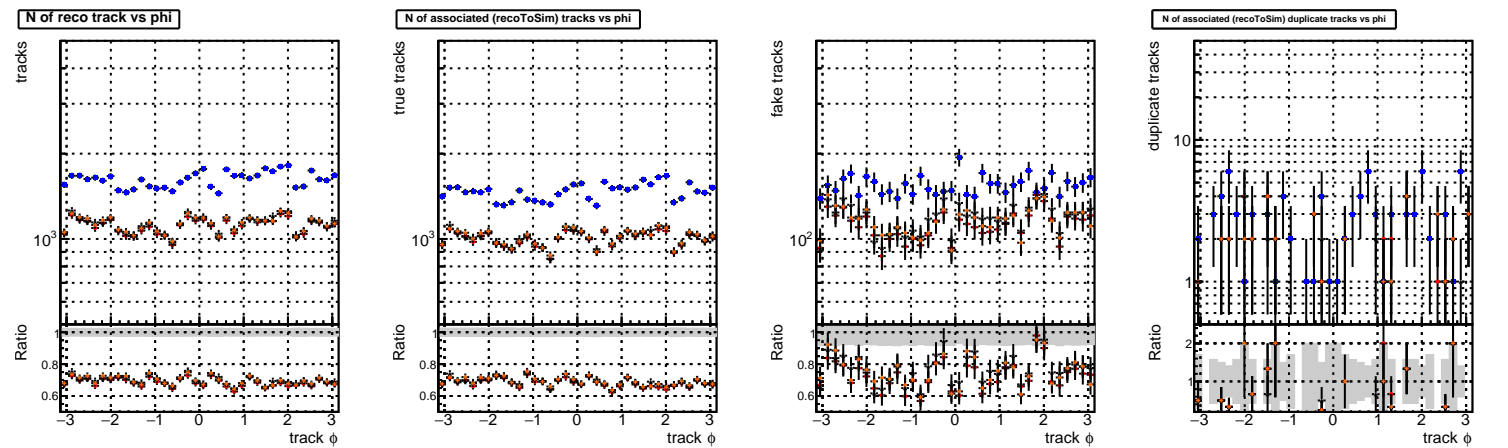 N of reco track vs phi
tracks
10³
Ratio
1
0.8
0.6
−3 −2 −1 0 1 2 3
track ϕ
N of associated (recoToSim) tracks vs phi
true tracks
10³
Ratio
1
0.8
0.6
−3 −2 −1 0 1 2 3
track ϕ
fake tracks
10²
Ratio
1
0.8
0.6
−3 −2 −1 0 1 2 3
track ϕ
N of associated (recoToSim) duplicate tracks vs phi
duplicate tracks
10
1
Ratio
2
1
−3 −2 −1 0 1 2 3
track ϕ